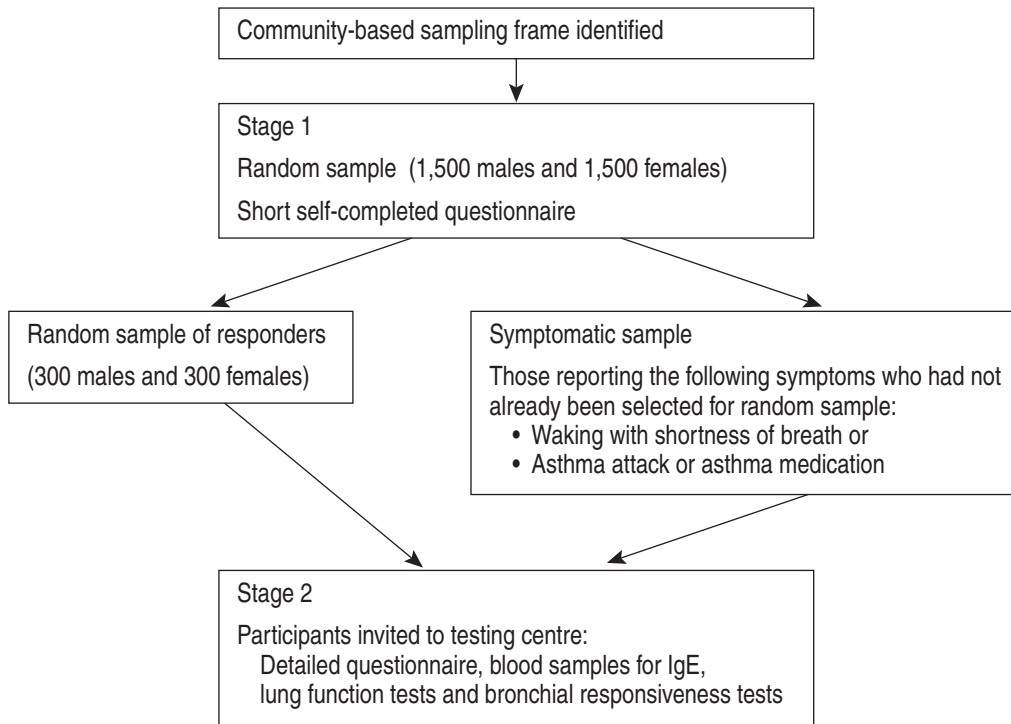 Community-based sampling frame identified
Stage 1
Random sample (1,500 males and 1,500 females)
Short self-completed questionnaire
Random sample of responders
(300 males and 300 females)
Symptomatic sample
Those reporting the following symptoms who had not
already been selected for random sample:
• Waking with shortness of breath or
• Asthma attack or asthma medication
Stage 2
Participants invited to testing centre:
Detailed questionnaire, blood samples for IgE,
lung function tests and bronchial responsiveness tests